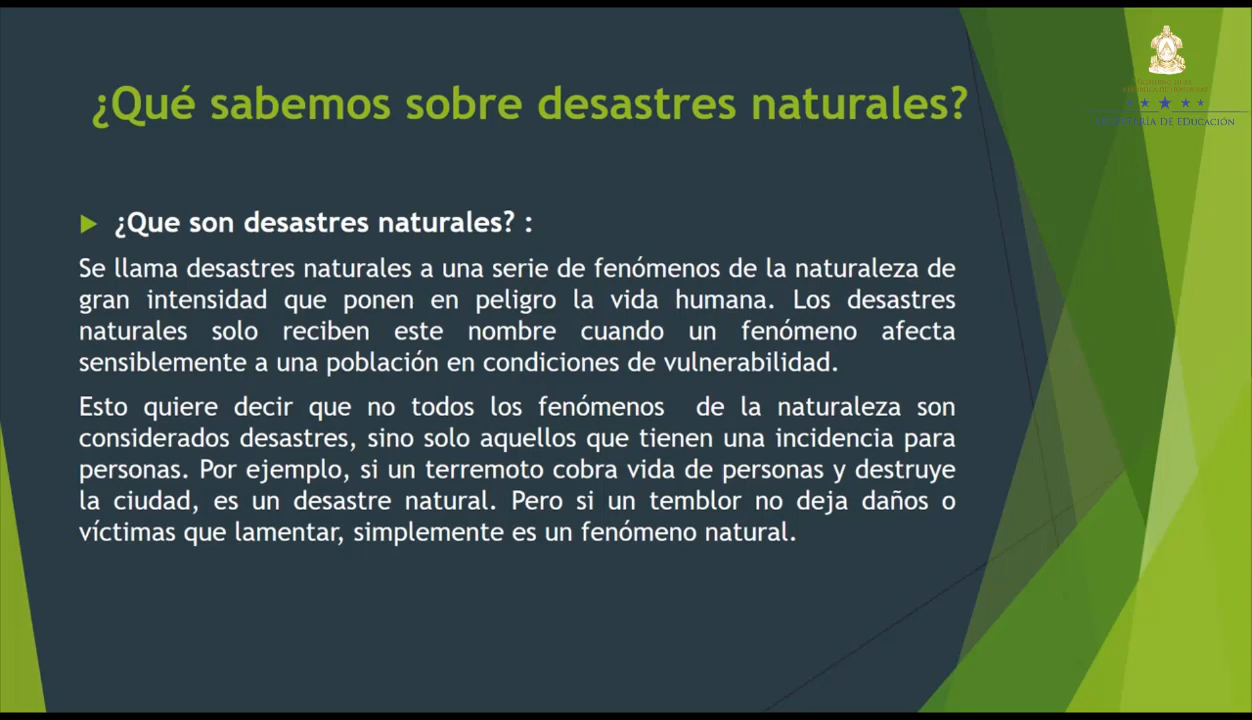 ¿Qué sabemos sobre desastres naturales?
¿Que son desastres naturales? :
Se llama desastres naturales a una serie de fenómenos de la naturaleza de
gran intensidad que ponen en peligro la vida humana. Los desastres
naturales solo reciben este nombre cuando un fenómeno afecta
sensiblemente a una población en condiciones de vulnerabilidad.
Esto quiere decir que no todos los fenómenos de la naturaleza son
considerados desastres, sino solo aquellos que tienen una incidencia para
personas. Por ejemplo, si un terremoto cobra vida de personas y destruye
la ciudad, es un desastre natural. Pero si un temblor no deja daños o
víctimas que lamentar, simplemente es un fenómeno natural.
DE EDUCACIÓN